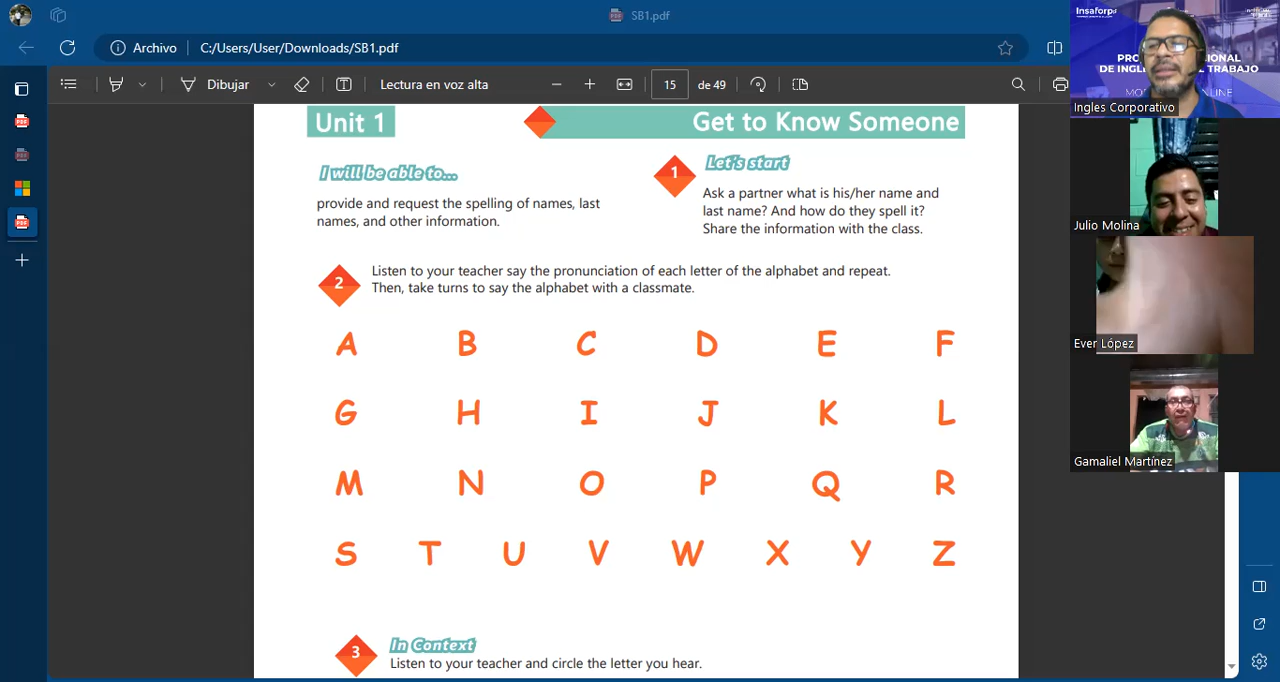 SB1.pdf
Archivo
C:/Users/User/Downloads/SB1.pdf
Dibujar
Lectura en voz alta
15
de 49
Unit 1
Get to Know Someone
I will be able to...
provide and request the spelling of names, last
names, and other information.
1
Let's start
Ask a partner what is his/her name and
last name? And how do they spell it?
Share the information with the class.
2
Listen to your teacher say the pronunciation of each letter of the alphabet and repeat.
Then, take turns to say the alphabet with a classmate.
A B C D E F
G H I J K L
M N O P Q R
S T U V W X Y Z
3
In Context
Listen to your teacher and circle the letter you hear.
Insaforp
DE INGL
TRABAJO
Ingles Corporativo
Julio Molina
Ever López
Gamaliel Martínez